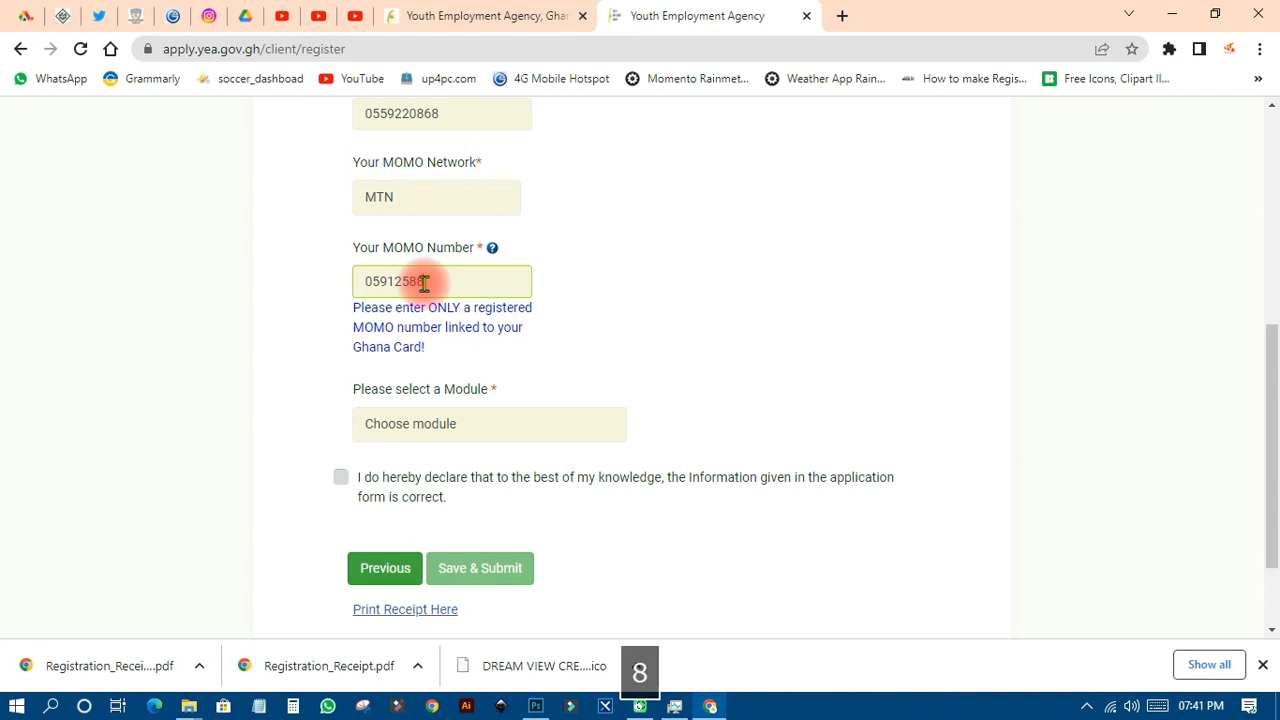 Youth Employment Agency, Ghan
Youth Employment Agency
apply.yea.gov.gh/client/register
WhatsApp
Grammarly
soccer_dashboad
YouTube
up4pc.com
4G Mobile Hotspot
Momento Rainmet...
Weather App Rain...
How to make Regis...
Free Icons, Clipart Il...
»
0559220868
Your MOMO Network*
MTN
Your MOMO Number *
0591258
Please enter ONLY a registered
MOMO number linked to your
Ghana Card!
Please select a Module *
Choose module
I do hereby declare that to the best of my knowledge, the Information given in the application
form is correct.
Previous
Save & Submit
Print Receipt Here
Registration_Recei....pdf
Registration_Receipt.pdf
DREAM VIEW CRE....ico
8
Show all
07:41 PM